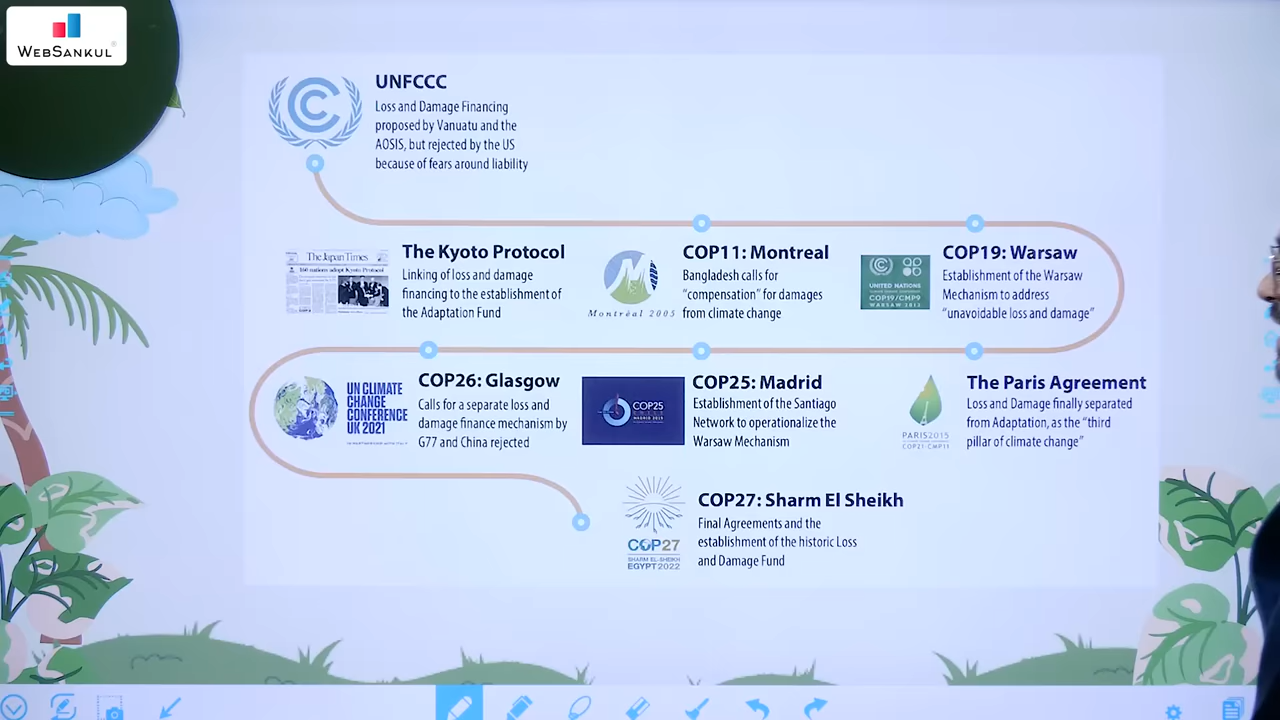 WEBSANKUL
UNFCCC
Loss and Damage Financing
proposed by Vanuatu and the
AOSIS, but rejected by the US
because of fears around liability
The Japan Times
160 nations adopt Kyoto Protocol
The Kyoto Protocol
Linking of loss and damage
financing to the establishment of
the Adaptation Fund
Montréal 2005
COP11: Montreal
Bangladesh calls for
“compensation” for damages
from climate change
UNITED NATIONS
COP19/CMP9
WARSAW 2013
COP19: Warsaw
Establishment of the Warsaw
Mechanism to address
“unavoidable loss and damage”
UN CLIMATE
CHANGE
CONFERENCE
UK 2021
COP26: Glasgow
Calls for a separate loss and
damage finance mechanism by
G77 and China rejected
COP25
CHILE
MADRID 2019
COP25: Madrid
Establishment of the Santiago
Network to operationalize the
Warsaw Mechanism
PARIS2015
COP21·CMP11
The Paris Agreement
Loss and Damage finally separated
from Adaptation, as the “third
pillar of climate change”
COP27
SHARM EL-SHEIKH
EGYPT2022
COP27: Sharm El Sheikh
Final Agreements and the
establishment of the historic Loss
and Damage Fund